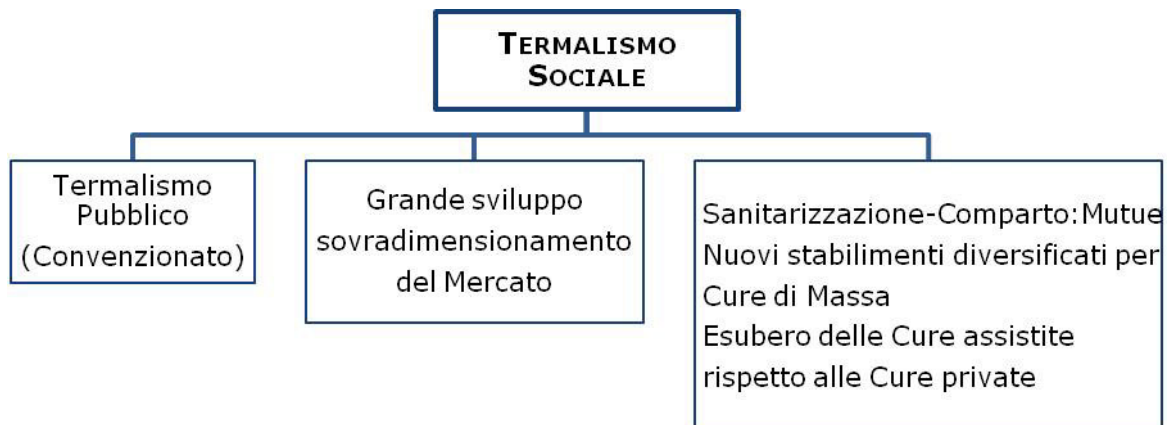 TERMALISMO
SOCIALE
Termalismo
Pubblico
(Convenzionato)
Grande sviluppo
sovradimensionamento
del Mercato
Sanitarizzazione-Comparto:Mutue
Nuovi stabilimenti diversificati per
Cure di Massa
Esubero delle Cure assistite
rispetto alle Cure private